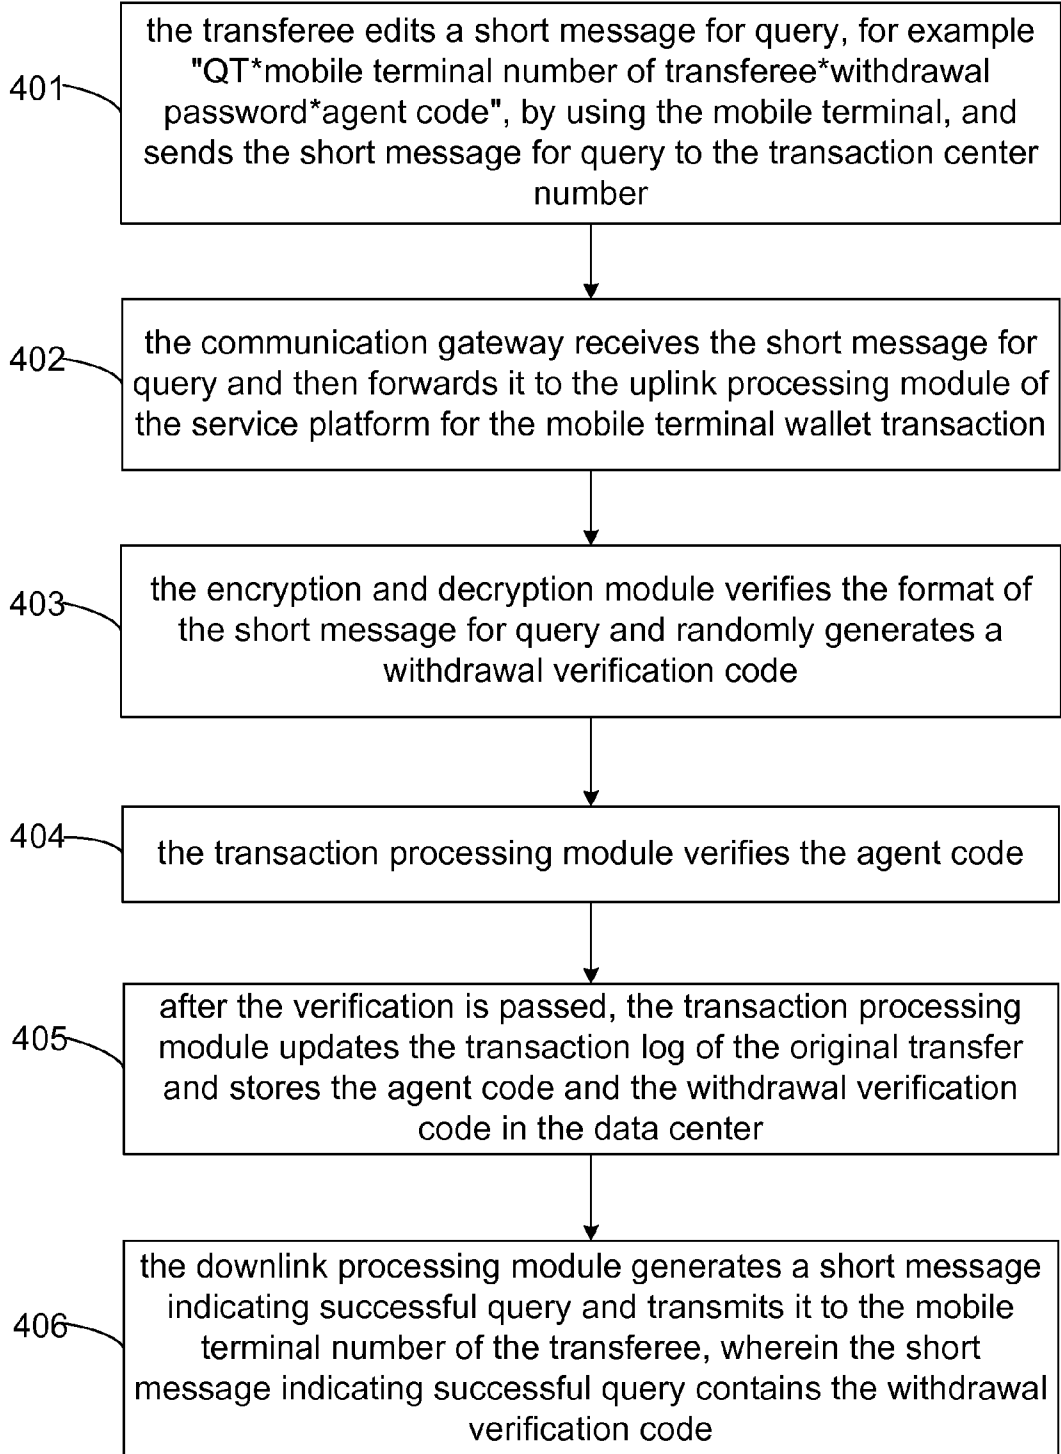 the transferee edits a short message for query, for example
401
"QT*mobile terminal number of transferee*withdrawal
password*agent code", by using the mobile terminal, and
sends the short message for query to the transaction center
number
402
the communication gateway receives the short message for
query and then forwards it to the uplink processing module of
the service platform for the mobile terminal wallet transaction
403
the encryption and decryption module verifies the format of
the short message for query and randomly generates a
withdrawal verification code
404
the transaction processing module verifies the agent code
405
after the verification is passed, the transaction processing
module updates the transaction log of the original transfer
and stores the agent code and the withdrawal verification
code in the data center
406
the downlink processing module generates a short message
indicating successful query and transmits it to the mobile
terminal number of the transferee, wherein the short
message indicating successful query contains the withdrawal
verification code